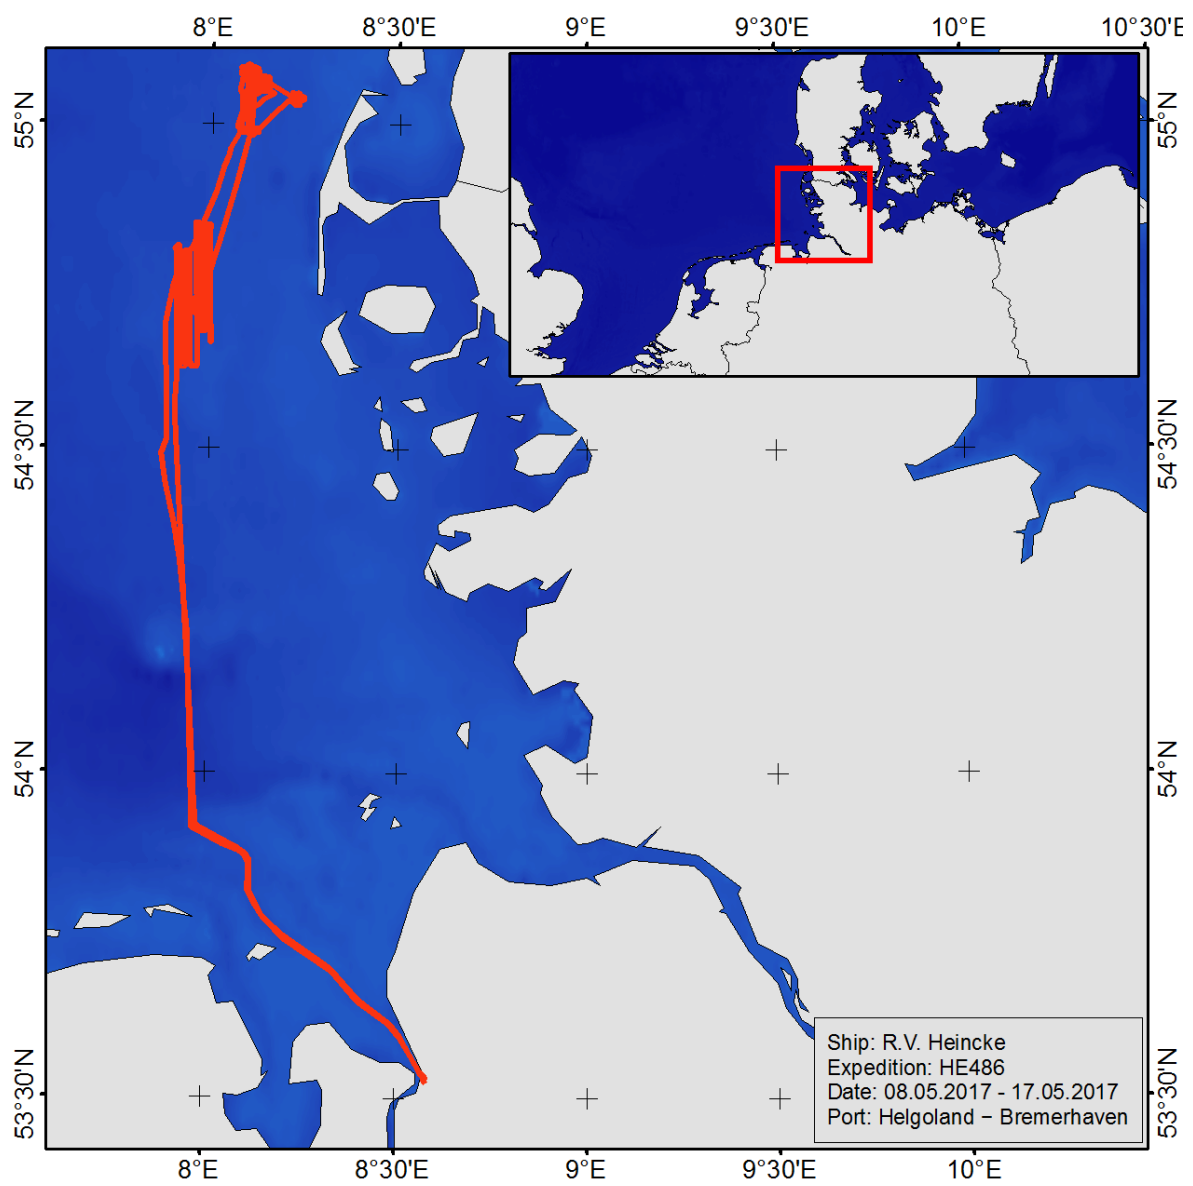 8°E 8°30'E 9°E 9°30'E 10°E 10°30'E
55°N 55°N
54°30'N 54°30'N
54°N 54°N
53°30'N 53°30'N
Ship: R.V. Heincke
Expedition: HE486
Date: 08.05.2017 - 17.05.2017
Port: Helgoland − Bremerhaven
8°E 8°30'E 9°E 9°30'E 10°E